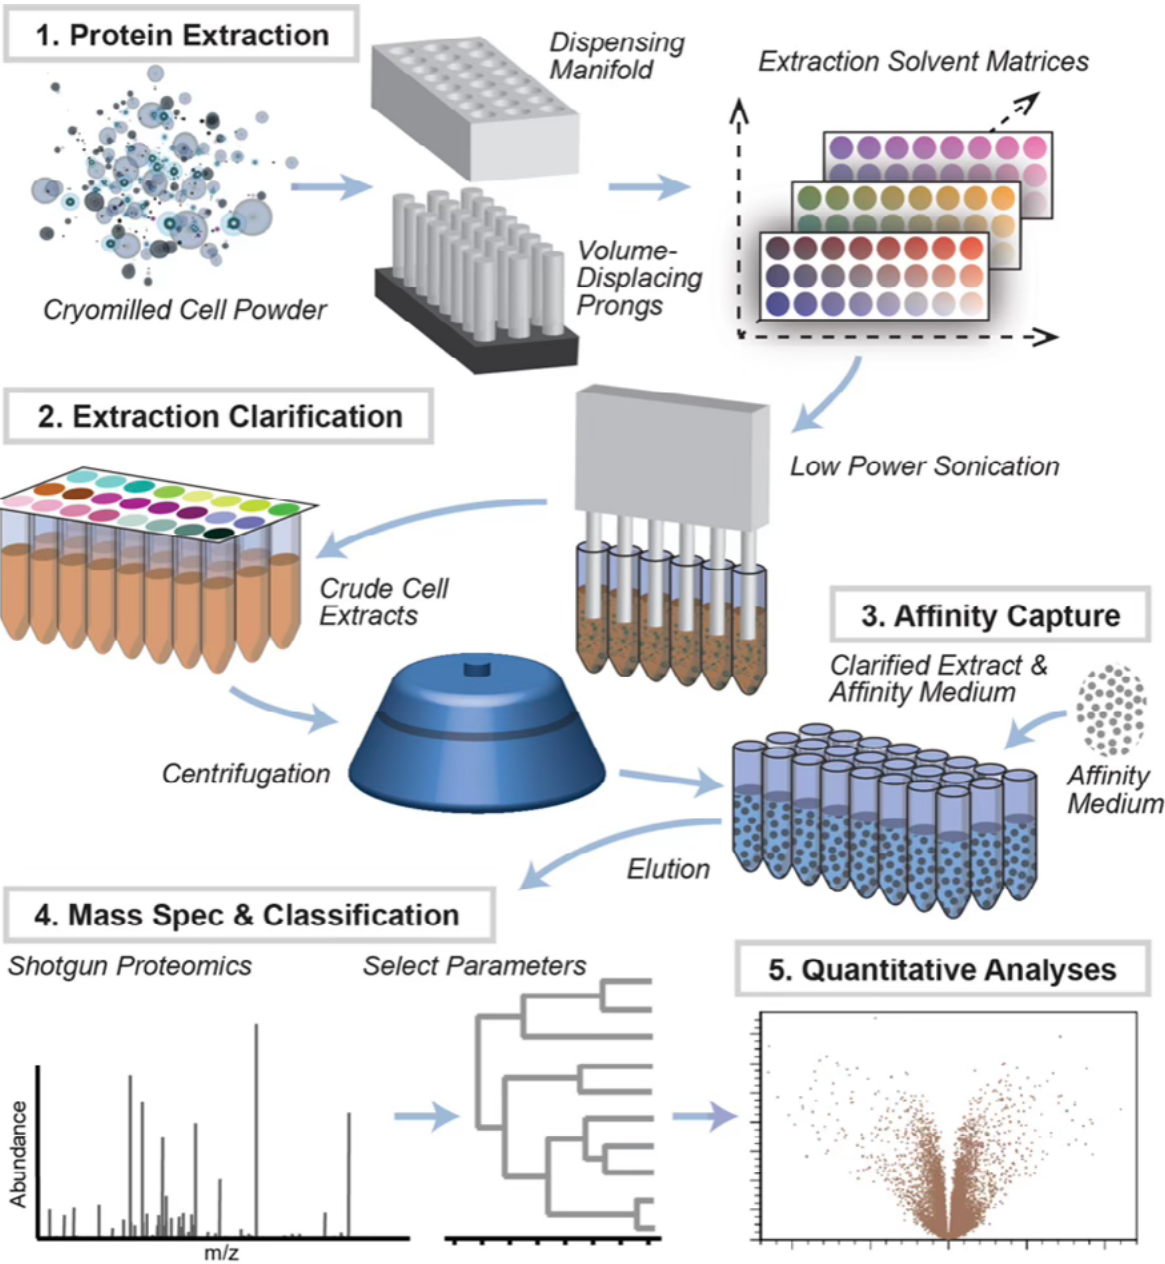 1. Protein Extraction
Dispensing
Manifold
Extraction Solvent Matrices
Cryomilled Cell Powder
Volume-
Displacing
Prongs
2. Extraction Clarification
Low Power Sonication
Crude Cell
Extracts
3. Affinity Capture
Clarified Extract &
Affinity Medium
Affinity
Medium
Centrifugation
Elution
4. Mass Spec & Classification
Shotgun Proteomics
Select Parameters
5. Quantitative Analyses
Abundance
m/z